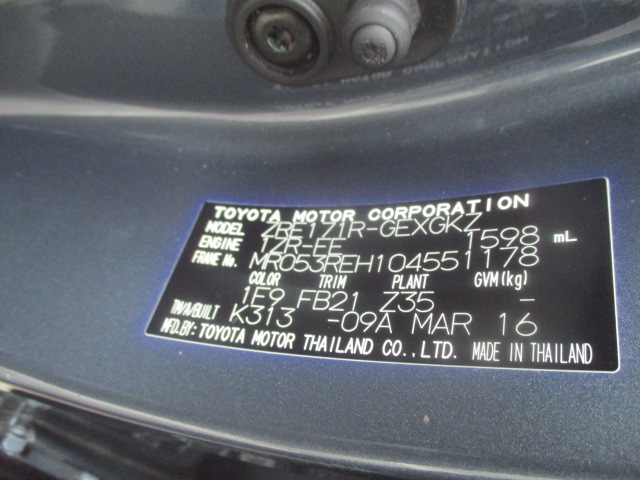 TOYOTA MOTOR CORPORATION
MODEL ZRE171R-GEXGKZ
ENGINE 1ZR-FE 1598 mL
FRAME No. MR053REH104551178
COLOR TRIM PLANT GVM(kg)
1E9 FB21 Z35 -
T/M/BUILT K313 -09A MAR 16
MFD.BY: TOYOTA MOTOR THAILAND CO., LTD. MADE IN THAILAND